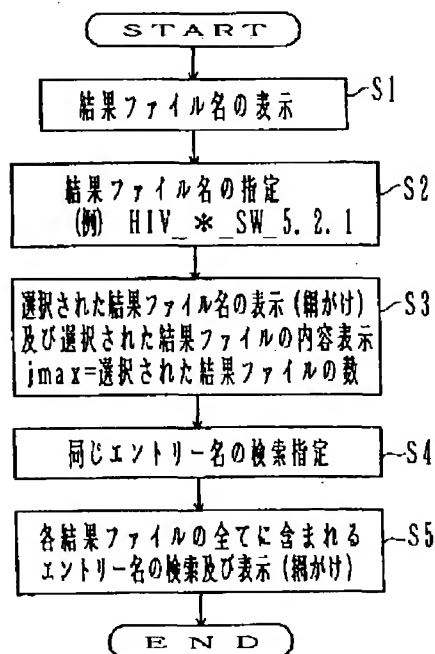 START
結果ファイル名の表示
S1
結果ファイル名の指定
(例) HIV_*_SW_5.2.1
S2
選択された結果ファイル名の表示(網がけ)
及び選択された結果ファイルの内容表示
jmax=選択された結果ファイルの数
S3
同じエントリー名の検索指定
S4
各結果ファイルの全てに含まれる
エントリー名の検索及び表示(網がけ)
S5
END